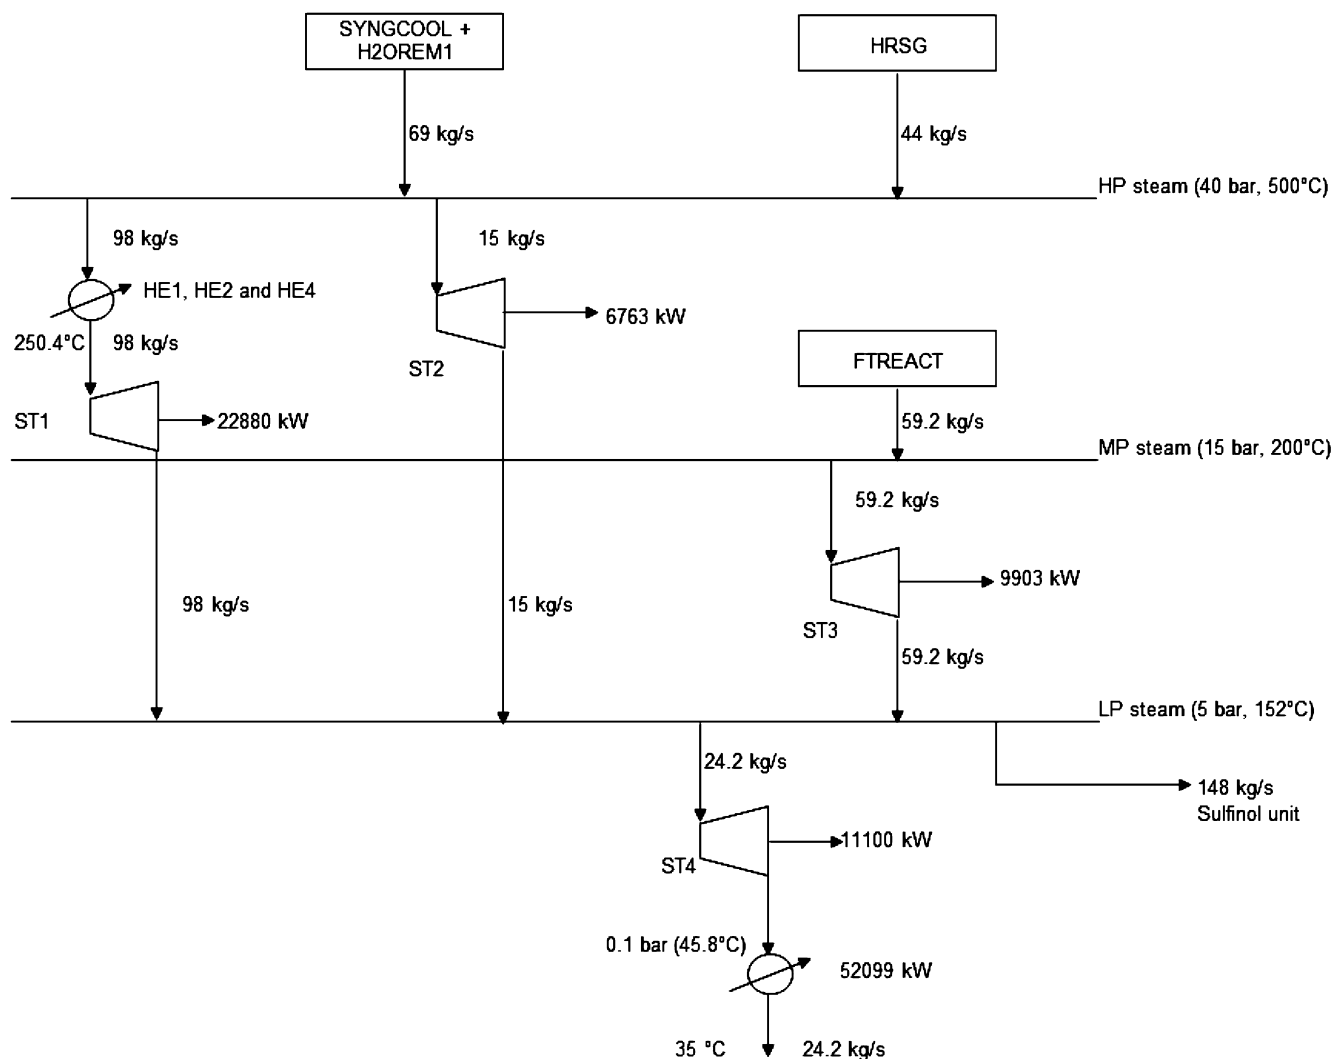 SYNGCOOL +
H2OREM1
HRSG
69 kg/s
44 kg/s
HP steam (40 bar, 500°C)
98 kg/s
15 kg/s
HE1, HE2 and HE4
6763 kW
250.4°C
98 kg/s
ST2
FTREACT
ST1
22880 kW
59.2 kg/s
MP steam (15 bar, 200°C)
59.2 kg/s
9903 kW
98 kg/s
15 kg/s
ST3
59.2 kg/s
LP steam (5 bar, 152°C)
24.2 kg/s
148 kg/s
Sulfinol unit
11100 kW
ST4
0.1 bar (45.8°C)
52099 kW
35 °C
24.2 kg/s